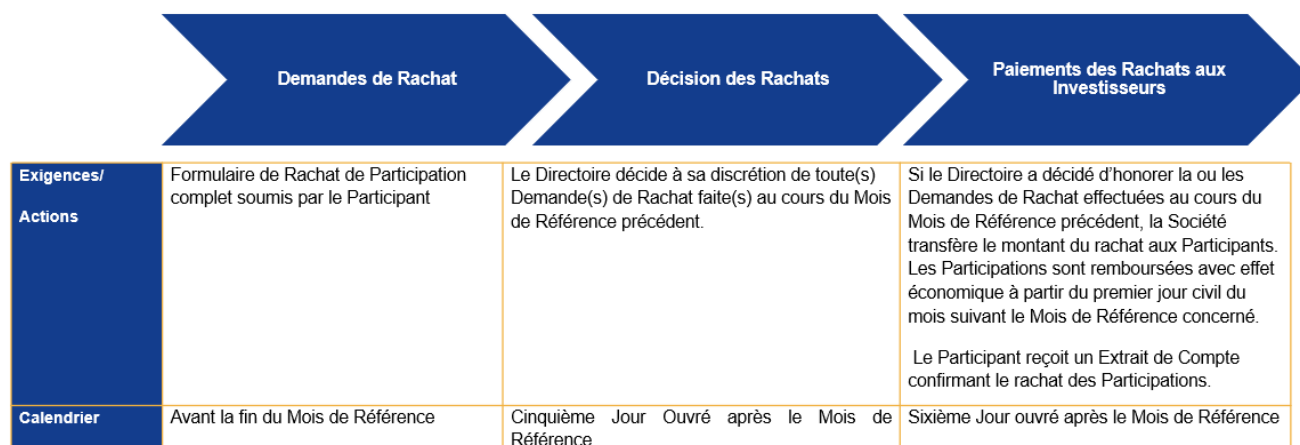 Demandes de Rachat
Décision des Rachats
Paiements des Rachats aux
Investisseurs
Exigences/
Actions
Formulaire de Rachat de Participation
complet soumis par le Participant
Le Directoire décide à sa discrétion de toute(s)
Demande(s) de Rachat faite(s) au cours du Mois
de Référence précédent.
Si le Directoire a décidé d’honorer la ou les
Demandes de Rachat effectuées au cours du
Mois de Référence précédent, la Société
transfère le montant du rachat aux Participants.
Les Participations sont remboursées avec effet
économique à partir du premier jour civil du
mois suivant le Mois de Référence concerné.
Le Participant reçoit un Extrait de Compte
confirmant le rachat des Participations.
Calendrier
Avant la fin du Mois de Référence
Cinquième Jour Ouvré après le Mois de
Référence
Sixième Jour ouvré après le Mois de Référence